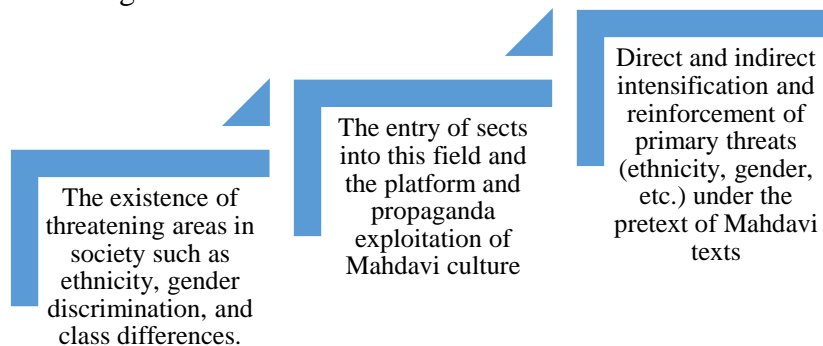 The existence of
threatening areas in
society such as
ethnicity, gender
discrimination, and
class differences.
The entry of sects
into this field and
the platform and
propaganda
exploitation of
Mahdavi culture
Direct and indirect
intensification and
reinforcement of
primary threats
(ethnicity, gender,
etc.) under the
pretext of Mahdavi
texts